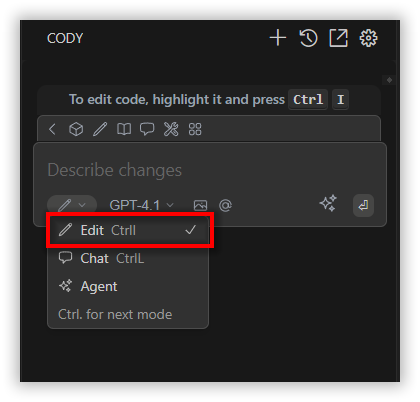 CODY
To edit code, highlight it and press Ctrl I
Describe changes
GPT-4.1 @
Edit CtrlI
Chat CtrlL
Agent
Ctrl. for next mode